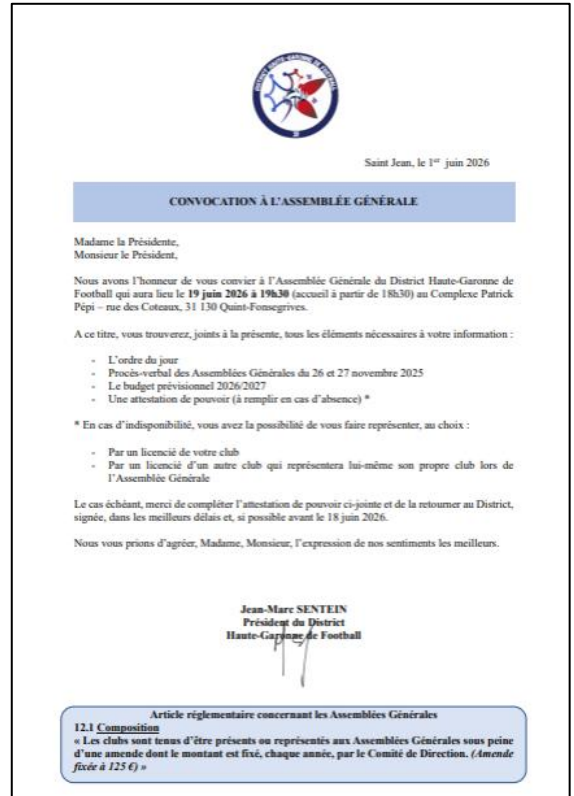 DISTRICT HAUTE-GARONNE DE FOOTBALL
Saint Jean, le 1er juin 2026
CONVOCATION À L'ASSEMBLÉE GÉNÉRALE
Madame la Présidente,
Monsieur le Président,
Nous avons l'honneur de vous convier à l'Assemblée Générale du District Haute-Garonne de
Football qui aura lieu le 19 juin 2026 à 19h30 (accueil à partir de 18h30) au Complexe Patrick
Pépi – rue des Coteaux, 31 130 Quint-Fonsegrives.
A ce titre, vous trouverez, joints à la présente, tous les éléments nécessaires à votre information :
- L'ordre du jour
- Procès-verbal des Assemblées Générales du 26 et 27 novembre 2025
- Le budget prévisionnel 2026/2027
- Une attestation de pouvoir (à remplir en cas d'absence) *
* En cas d'indisponibilité, vous avez la possibilité de vous faire représenter, au choix :
- Par un licencié de votre club
- Par un licencié d'un autre club qui représentera lui-même son propre club lors de
l'Assemblée Générale
Le cas échéant, merci de compléter l'attestation de pouvoir ci-jointe et de la retourner au District,
signée, dans les meilleurs délais et, si possible avant le 18 juin 2026.
Nous vous prions d'agréer, Madame, Monsieur, l'expression de nos sentiments les meilleurs.
Jean-Marc SENTEIN
Président du District
Haute-Garonne de Football
Article réglementaire concernant les Assemblées Générales
12.1 Composition
« Les clubs sont tenus d'être présents ou représentés aux Assemblées Générales sous peine
d'une amende dont le montant est fixé, chaque année, par le Comité de Direction. (Amende
fixée à 125 €) »